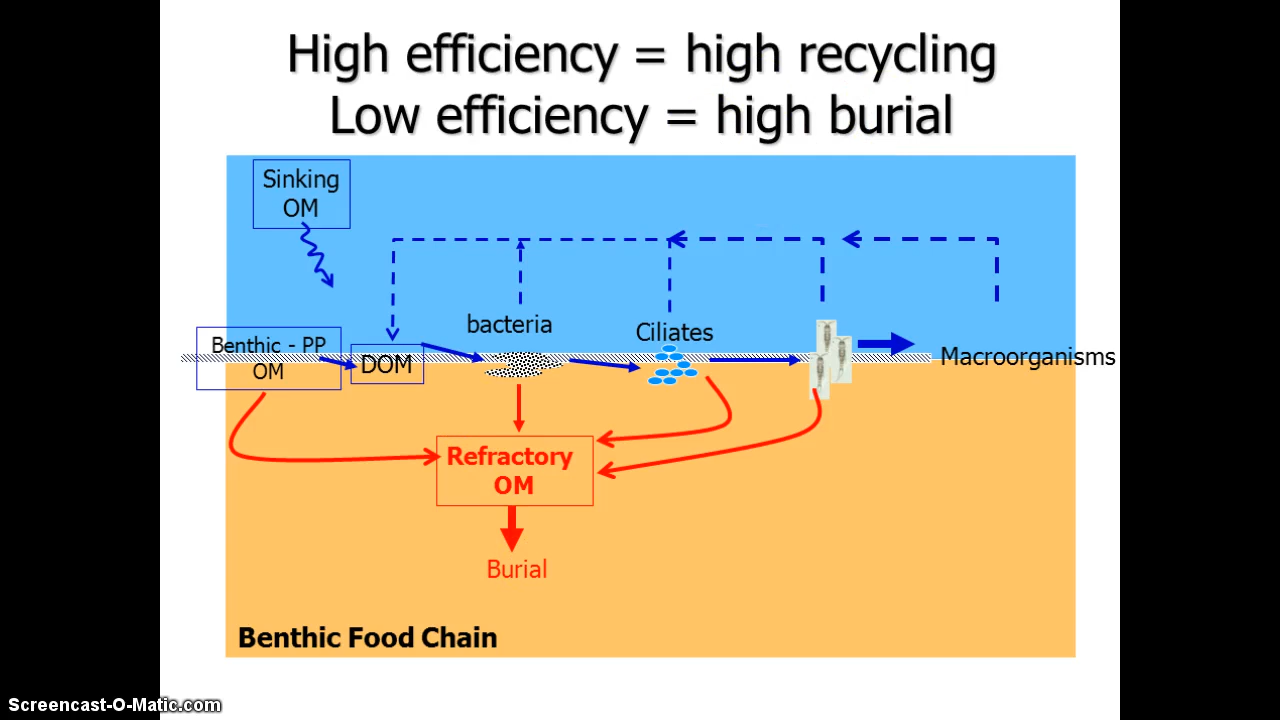 High efficiency = high recycling
Low efficiency = high burial
Sinking
OM
bacteria
Ciliates
Benthic - PP
OM
DOM
Macroorganisms
Refractory
OM
Burial
Benthic Food Chain
Screencast-O-Matic.com